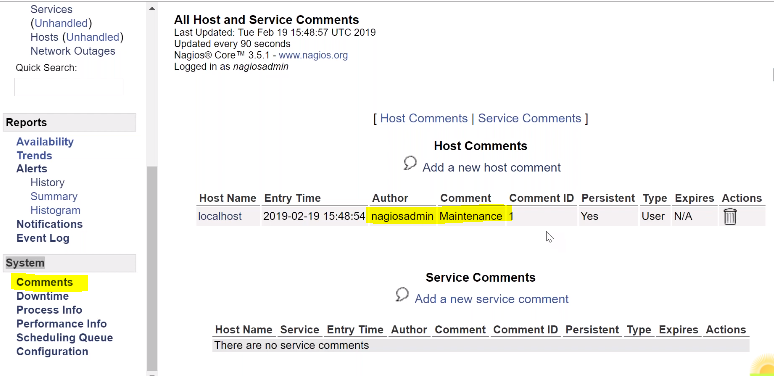 Services
(Unhandled)
Hosts (Unhandled)
Network Outages
Quick Search:
Reports
Availability
Trends
Alerts
History
Summary
Histogram
Notifications
Event Log
System
Comments
Downtime
Process Info
Performance Info
Scheduling Queue
Configuration
All Host and Service Comments
Last Updated: Tue Feb 19 15:48:57 UTC 2019
Updated every 90 seconds
Nagios® Core™ 3.5.1 - www.nagios.org
Logged in as nagiosadmin
[ Host Comments | Service Comments ]
Host Comments
Add a new host comment
Host Name Entry Time Author Comment Comment ID Persistent Type Expires Actions
localhost 2019-02-19 15:48:54 nagiosadmin Maintenance 1 Yes User N/A
Service Comments
Add a new service comment
Host Name Service Entry Time Author Comment Comment ID Persistent Type Expires Actions
There are no service comments